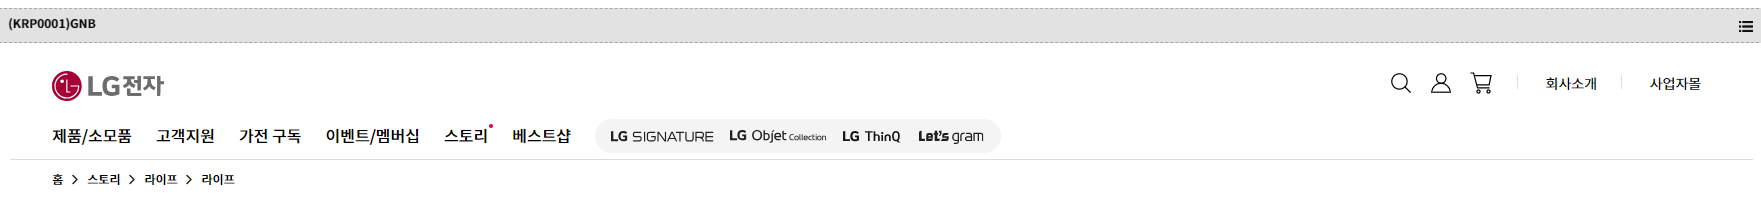 (KRP0001)GNB
LG전자
회사소개 사업자몰
제품/소모품 고객지원 가전 구독 이벤트/멤버십 스토리 베스트샵 LG SIGNATURE LG Objet Collection LG ThinQ Let's gram
홈 > 스토리 > 라이프 > 라이프